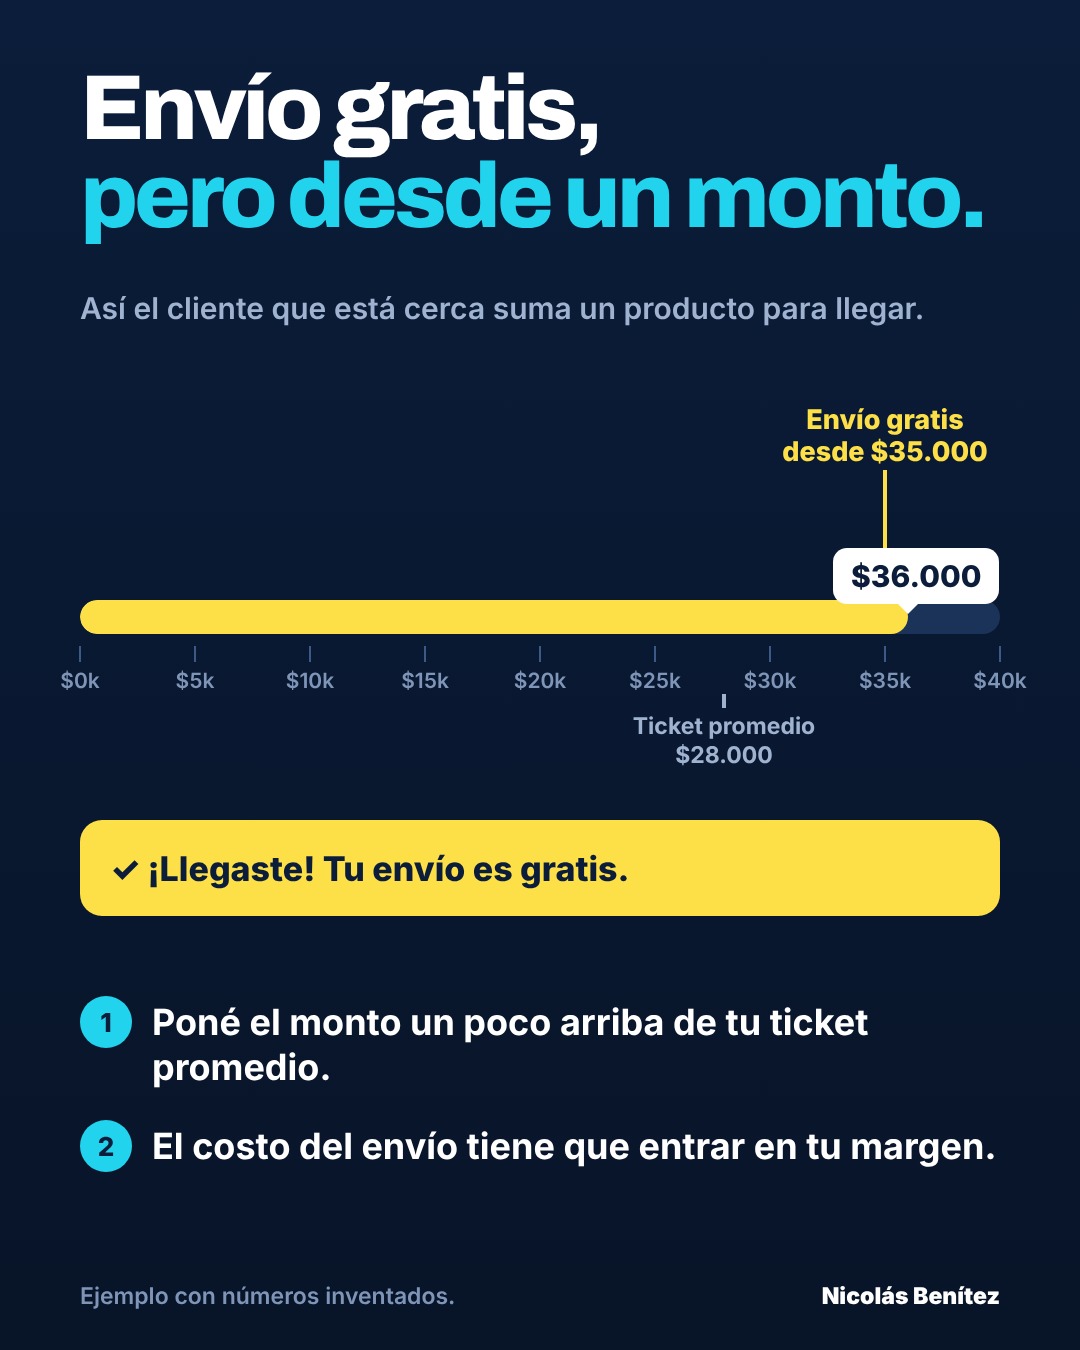 Envío gratis,
pero desde un monto.
Así el cliente que está cerca suma un producto para llegar.
Envío gratis
desde $35.000
$36.000
$0k $5k $10k $15k $20k $25k $30k $35k $40k
Ticket promedio
$28.000
✓ ¡Llegaste! Tu envío es gratis.
1 Poné el monto un poco arriba de tu ticket
promedio.
2 El costo del envío tiene que entrar en tu margen.
Ejemplo con números inventados.
Nicolás Benítez